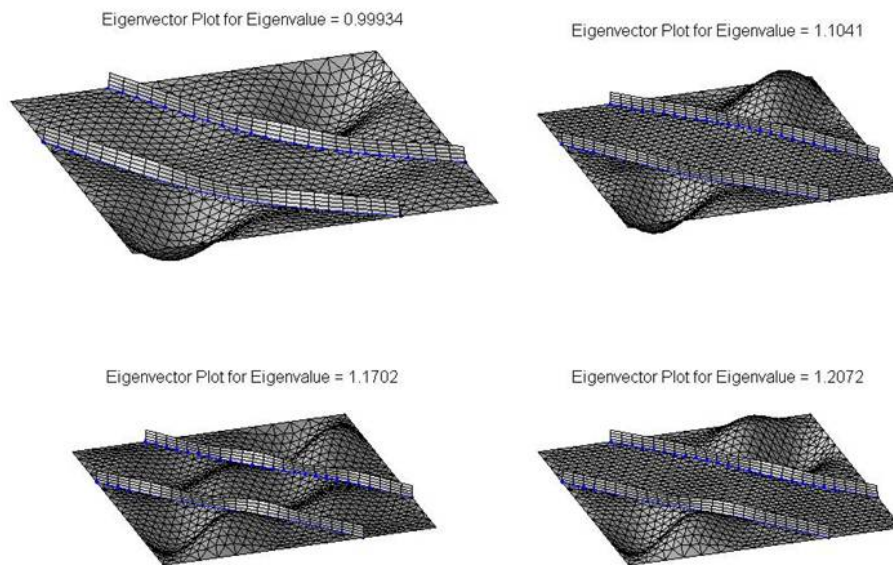 Eigenvector Plot for Eigenvalue = 0.99934
Eigenvector Plot for Eigenvalue = 1.1041
Eigenvector Plot for Eigenvalue = 1.1702
Eigenvector Plot for Eigenvalue = 1.2072